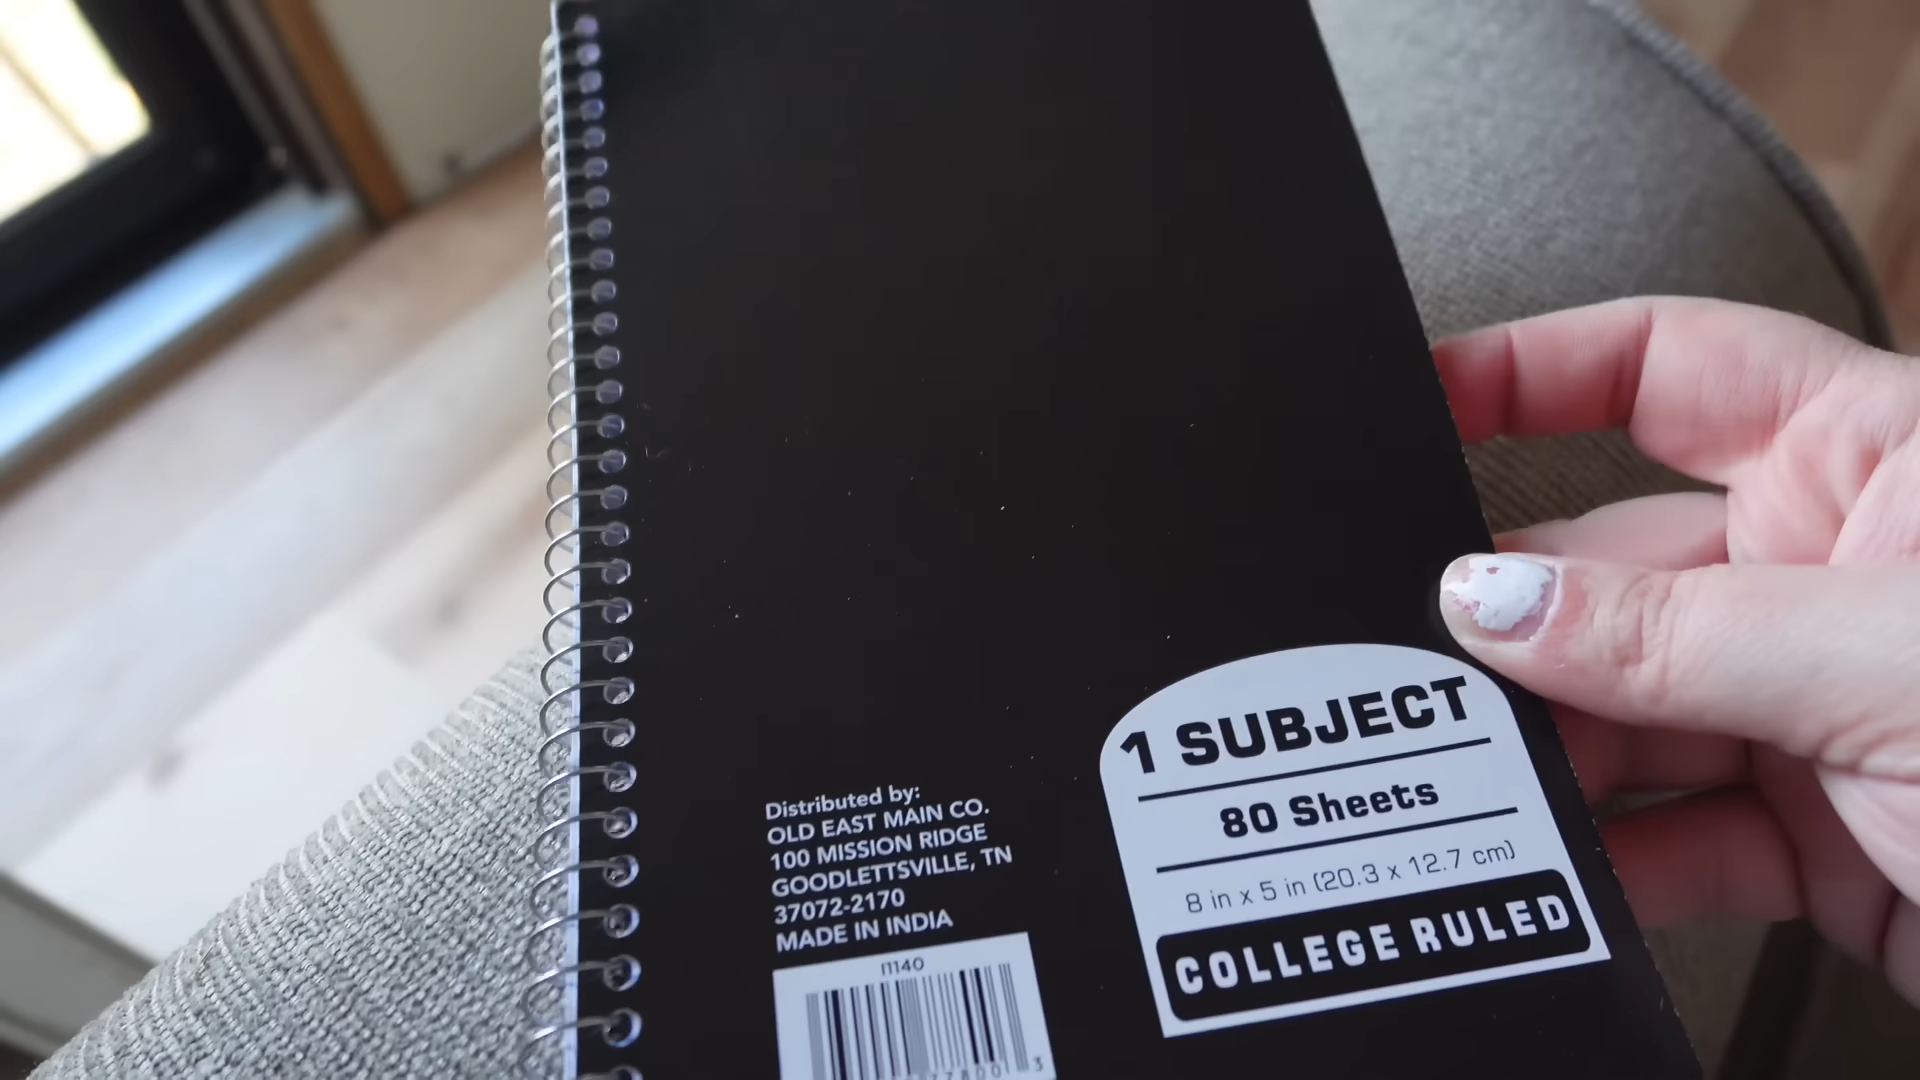 1 SUBJECT
80 Sheets
8 in x 5 in (20.3 x 12.7 cm)
COLLEGE RULED
Distributed by:
OLD EAST MAIN CO.
100 MISSION RIDGE
GOODLETTSVILLE, TN
37072-2170
MADE IN INDIA
I1140